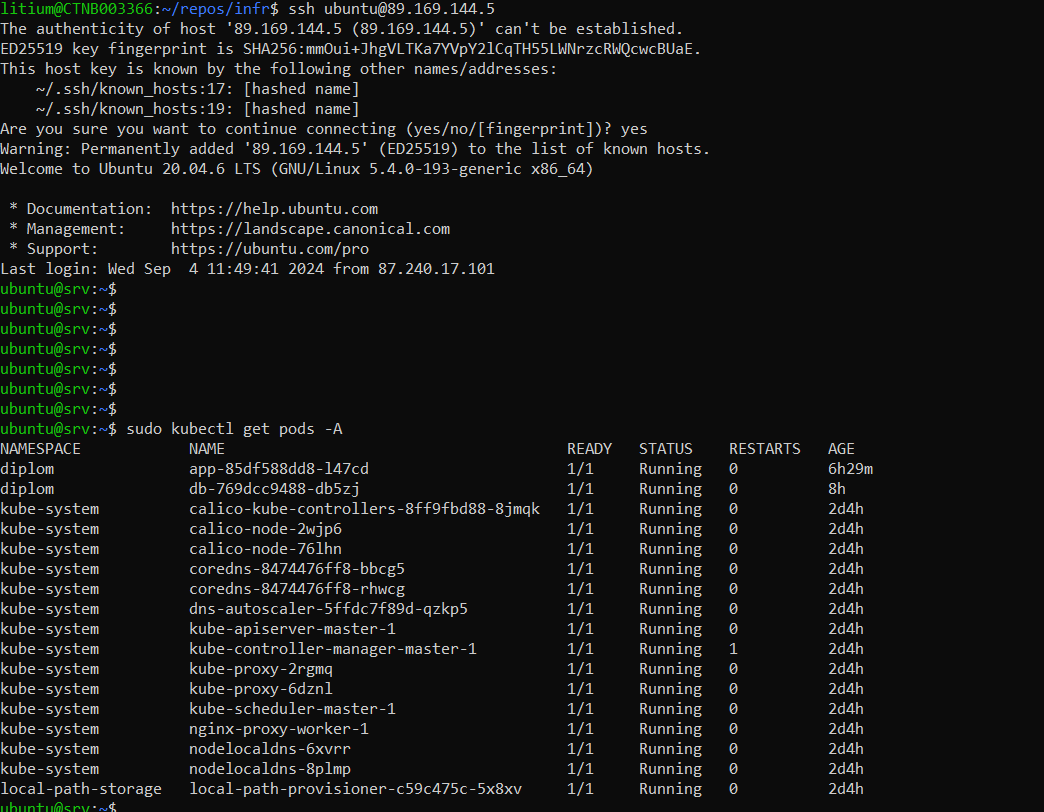 litium@CTNB003366:~/repos/infr$ ssh ubuntu@89.169.144.5
The authenticity of host '89.169.144.5 (89.169.144.5)' can't be established.
ED25519 key fingerprint is SHA256:mmOui+JhgVLTKa7YVpY2lCqTH55LWNrzcRWQcwcBUaE.
This host key is known by the following other names/addresses:
    ~/.ssh/known_hosts:17: [hashed name]
    ~/.ssh/known_hosts:19: [hashed name]
Are you sure you want to continue connecting (yes/no/[fingerprint])? yes
Warning: Permanently added '89.169.144.5' (ED25519) to the list of known hosts.
Welcome to Ubuntu 20.04.6 LTS (GNU/Linux 5.4.0-193-generic x86_64)
 * Documentation:  https://help.ubuntu.com
 * Management:     https://landscape.canonical.com
 * Support:        https://ubuntu.com/pro
Last login: Wed Sep  4 11:49:41 2024 from 87.240.17.101
ubuntu@srv:~$
ubuntu@srv:~$
ubuntu@srv:~$
ubuntu@srv:~$
ubuntu@srv:~$
ubuntu@srv:~$
ubuntu@srv:~$
ubuntu@srv:~$ sudo kubectl get pods -A
NAMESPACE            NAME                                      READY   STATUS    RESTARTS   AGE
diplom               app-85df588dd8-l47cd                      1/1     Running   0          6h29m
diplom               db-769dcc9488-db5zj                       1/1     Running   0          8h
kube-system          calico-kube-controllers-8ff9fbd88-8jmqk   1/1     Running   0          2d4h
kube-system          calico-node-2wjp6                         1/1     Running   0          2d4h
kube-system          calico-node-76lhn                         1/1     Running   0          2d4h
kube-system          coredns-8474476ff8-bbcg5                  1/1     Running   0          2d4h
kube-system          coredns-8474476ff8-rhwcg                  1/1     Running   0          2d4h
kube-system          dns-autoscaler-5ffdc7f89d-qzkp5           1/1     Running   0          2d4h
kube-system          kube-apiserver-master-1                   1/1     Running   0          2d4h
kube-system          kube-controller-manager-master-1          1/1     Running   1          2d4h
kube-system          kube-proxy-2rgmq                          1/1     Running   0          2d4h
kube-system          kube-proxy-6dznl                          1/1     Running   0          2d4h
kube-system          kube-scheduler-master-1                   1/1     Running   0          2d4h
kube-system          nginx-proxy-worker-1                      1/1     Running   0          2d4h
kube-system          nodelocaldns-6xvrr                        1/1     Running   0          2d4h
kube-system          nodelocaldns-8plmp                        1/1     Running   0          2d4h
local-path-storage   local-path-provisioner-c59c475c-5x8xv     1/1     Running   0          2d4h
ubuntu@srv:~$